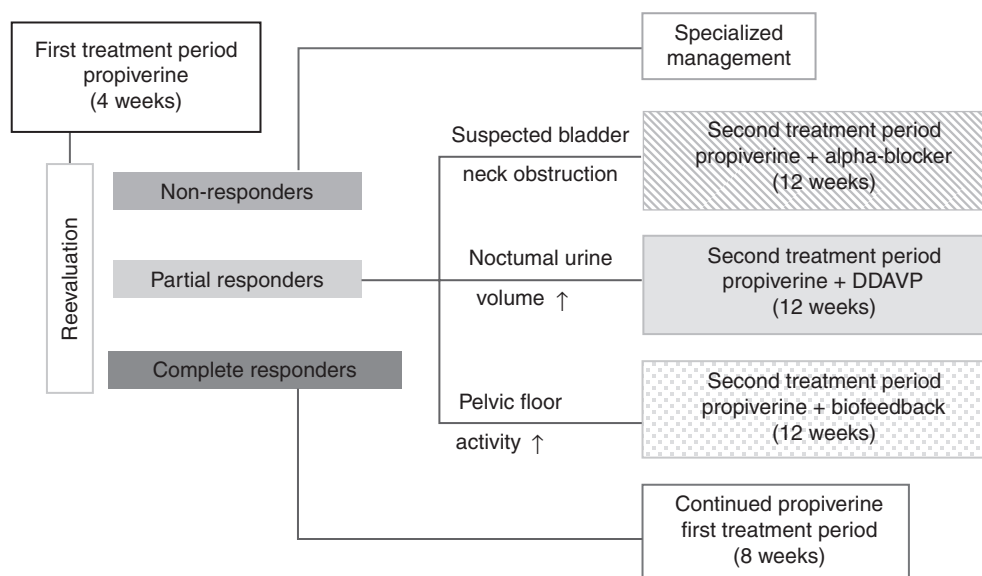 First treatment period
propiverine
(4 weeks)
Reevaluation
Non-responders
Partial responders
Complete responders
Specialized
management
Suspected bladder
neck obstruction
Second treatment period
propiverine + alpha-blocker
(12 weeks)
Noctumal urine
volume ↑
Second treatment period
propiverine + DDAVP
(12 weeks)
Pelvic floor
activity ↑
Second treatment period
propiverine + biofeedback
(12 weeks)
Continued propiverine
first treatment period
(8 weeks)